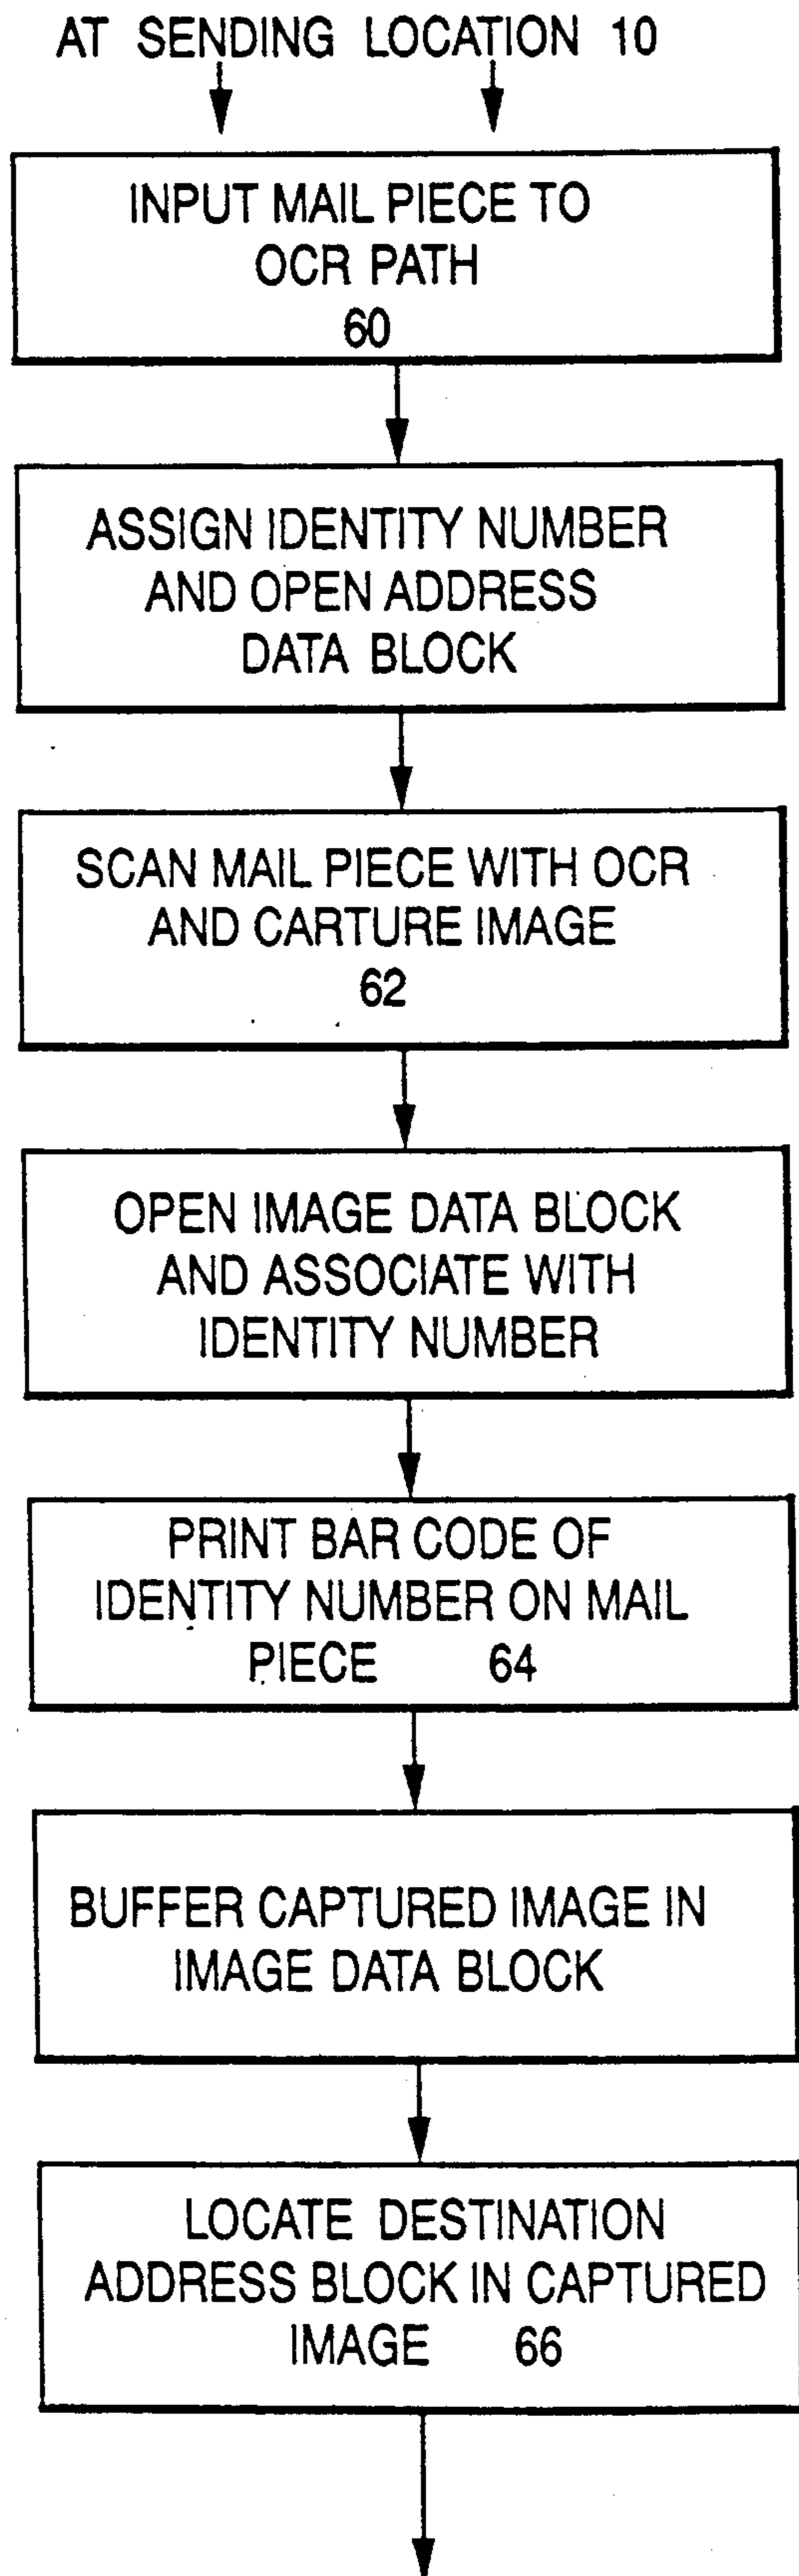 AT SENDING LOCATION 10
INPUT MAIL PIECE TO
OCR PATH
60
ASSIGN IDENTITY NUMBER
AND OPEN ADDRESS
DATA BLOCK
SCAN MAIL PIECE WITH OCR
AND CARTURE IMAGE
62
OPEN IMAGE DATA BLOCK
AND ASSOCIATE WITH
IDENTITY NUMBER
PRINT BAR CODE OF
IDENTITY NUMBER ON MAIL
PIECE 64
BUFFER CAPTURED IMAGE IN
IMAGE DATA BLOCK
LOCATE DESTINATION
ADDRESS BLOCK IN CAPTURED
IMAGE 66